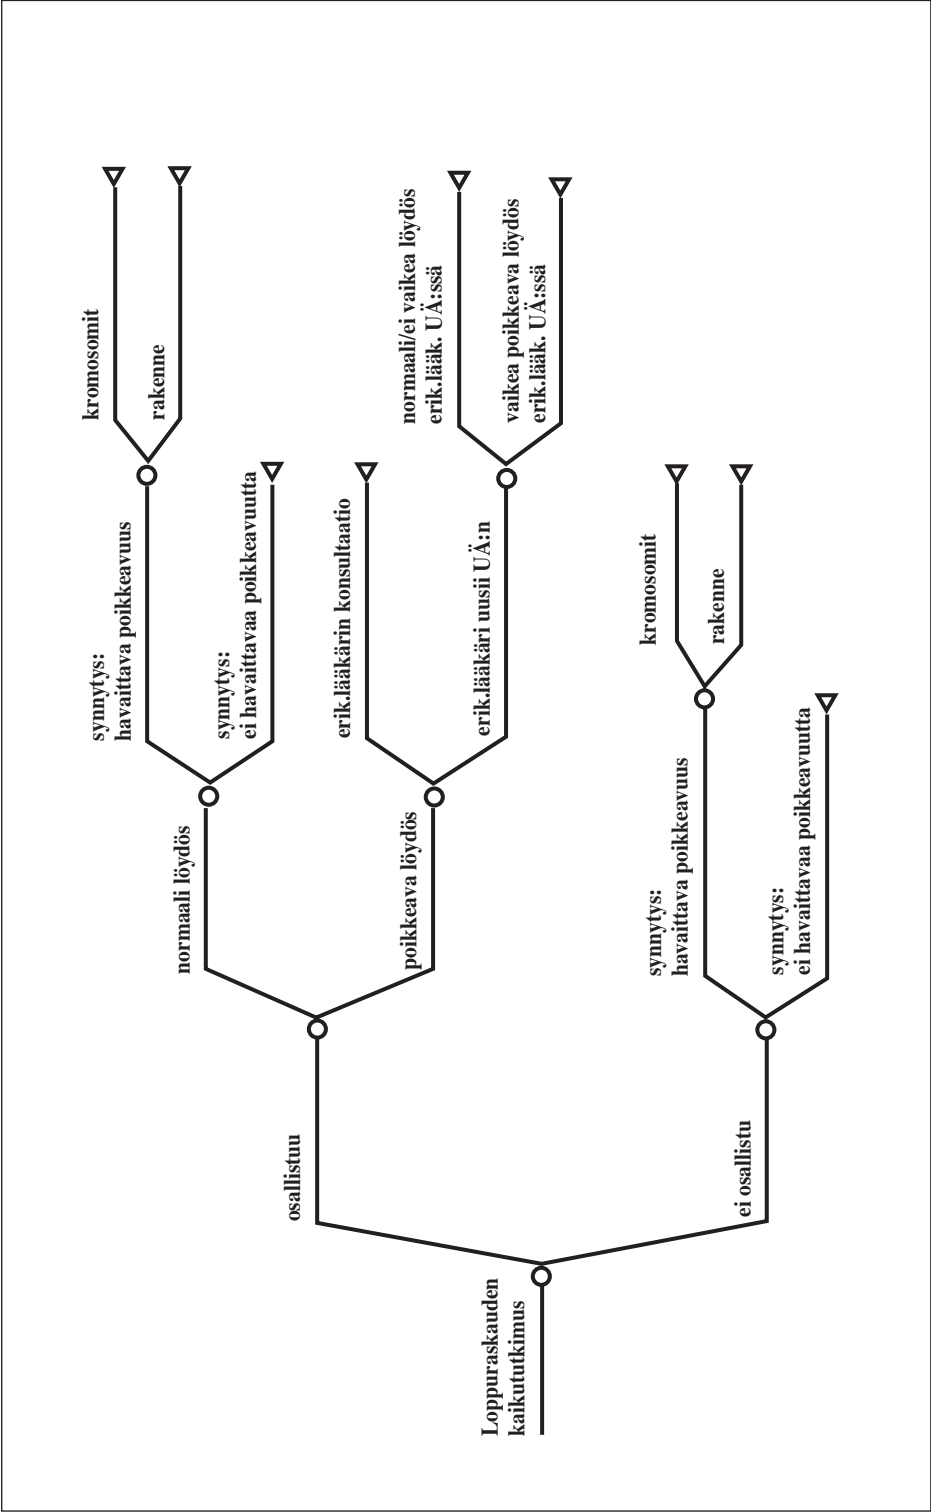 Loppuraskauden
kaikututkimus
osallistuu
normaali löydös
synnytys:
havaittava poikkeavuus
kromosomit
rakenne
synnytys:
ei havaittavaa poikkeavuutta
poikkeava löydös
erik.lääkärin konsultaatio
erik.lääkäri uusii UÄ:n
normaali/ei vaikea löydös
erik.lääk. UÄ:ssä
vaikea poikkeava löydös
erik.lääk. UÄ:ssä
ei osallistu
synnytys:
havaittava poikkeavuus
kromosomit
rakenne
synnytys:
ei havaittavaa poikkeavuutta